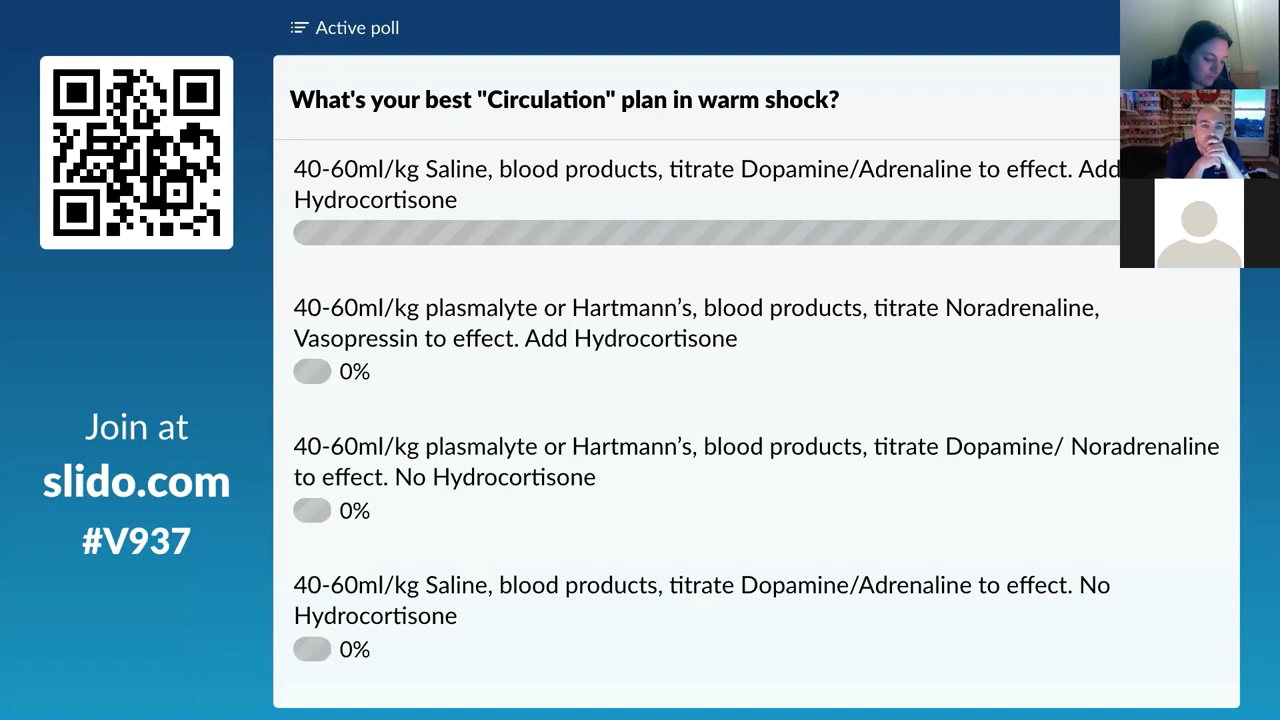 Active poll
What's your best "Circulation" plan in warm shock?
40-60ml/kg Saline, blood products, titrate Dopamine/Adrenaline to effect. Add
Hydrocortisone
40-60ml/kg plasmalyte or Hartmann’s, blood products, titrate Noradrenaline,
Vasopressin to effect. Add Hydrocortisone
0%
40-60ml/kg plasmalyte or Hartmann’s, blood products, titrate Dopamine/ Noradrenaline
to effect. No Hydrocortisone
0%
40-60ml/kg Saline, blood products, titrate Dopamine/Adrenaline to effect. No
Hydrocortisone
0%
Join at
slido.com
#V937